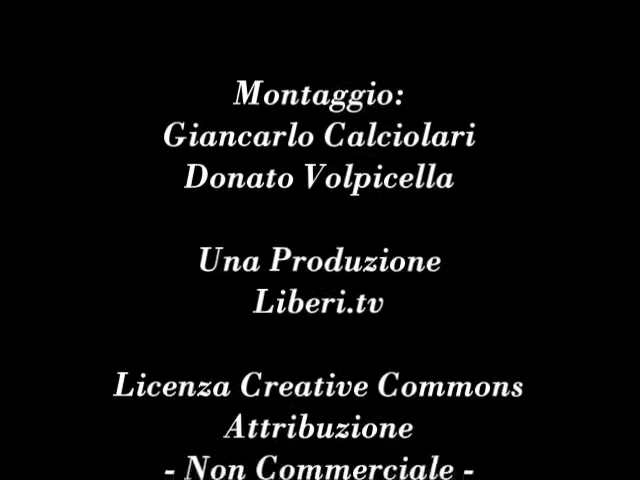 Montaggio:
Giancarlo Calciolari
Donato Volpicella
Una Produzione
Liberi.tv
Licenza Creative Commons
Attribuzione
- Non Commerciale -